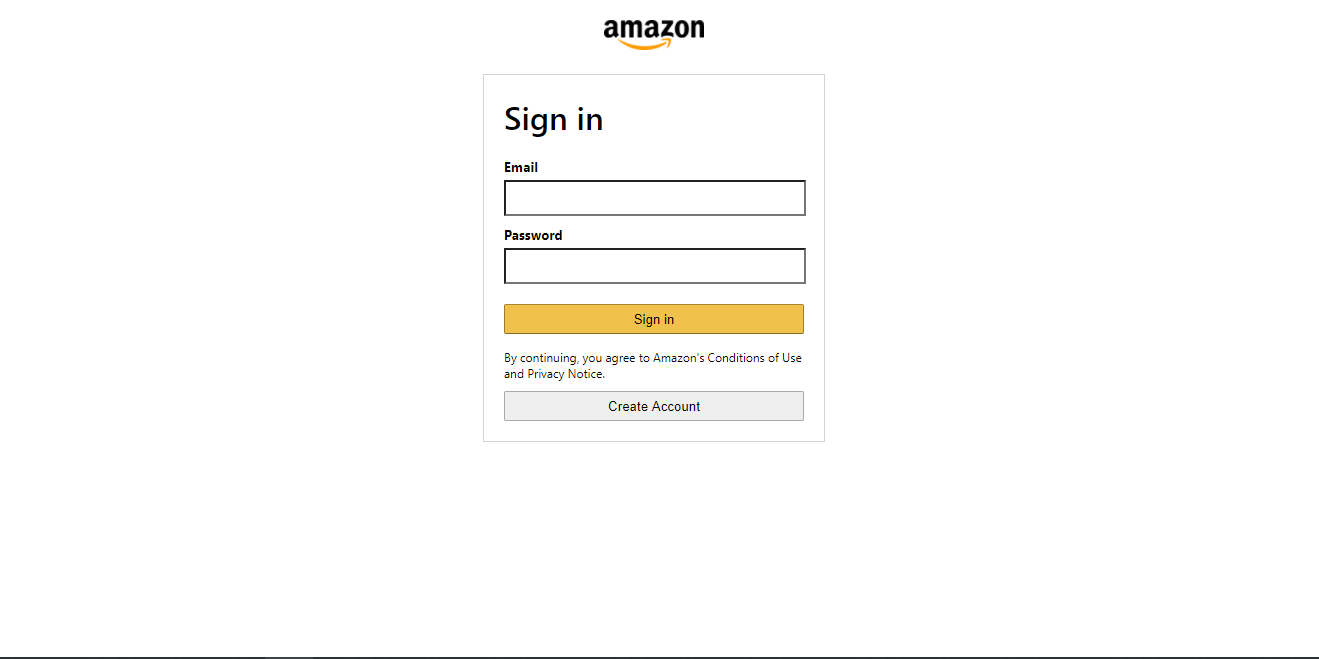 amazon
Sign in
Email
Password
Sign in
By continuing, you agree to Amazon's Conditions of Use
and Privacy Notice.
Create Account